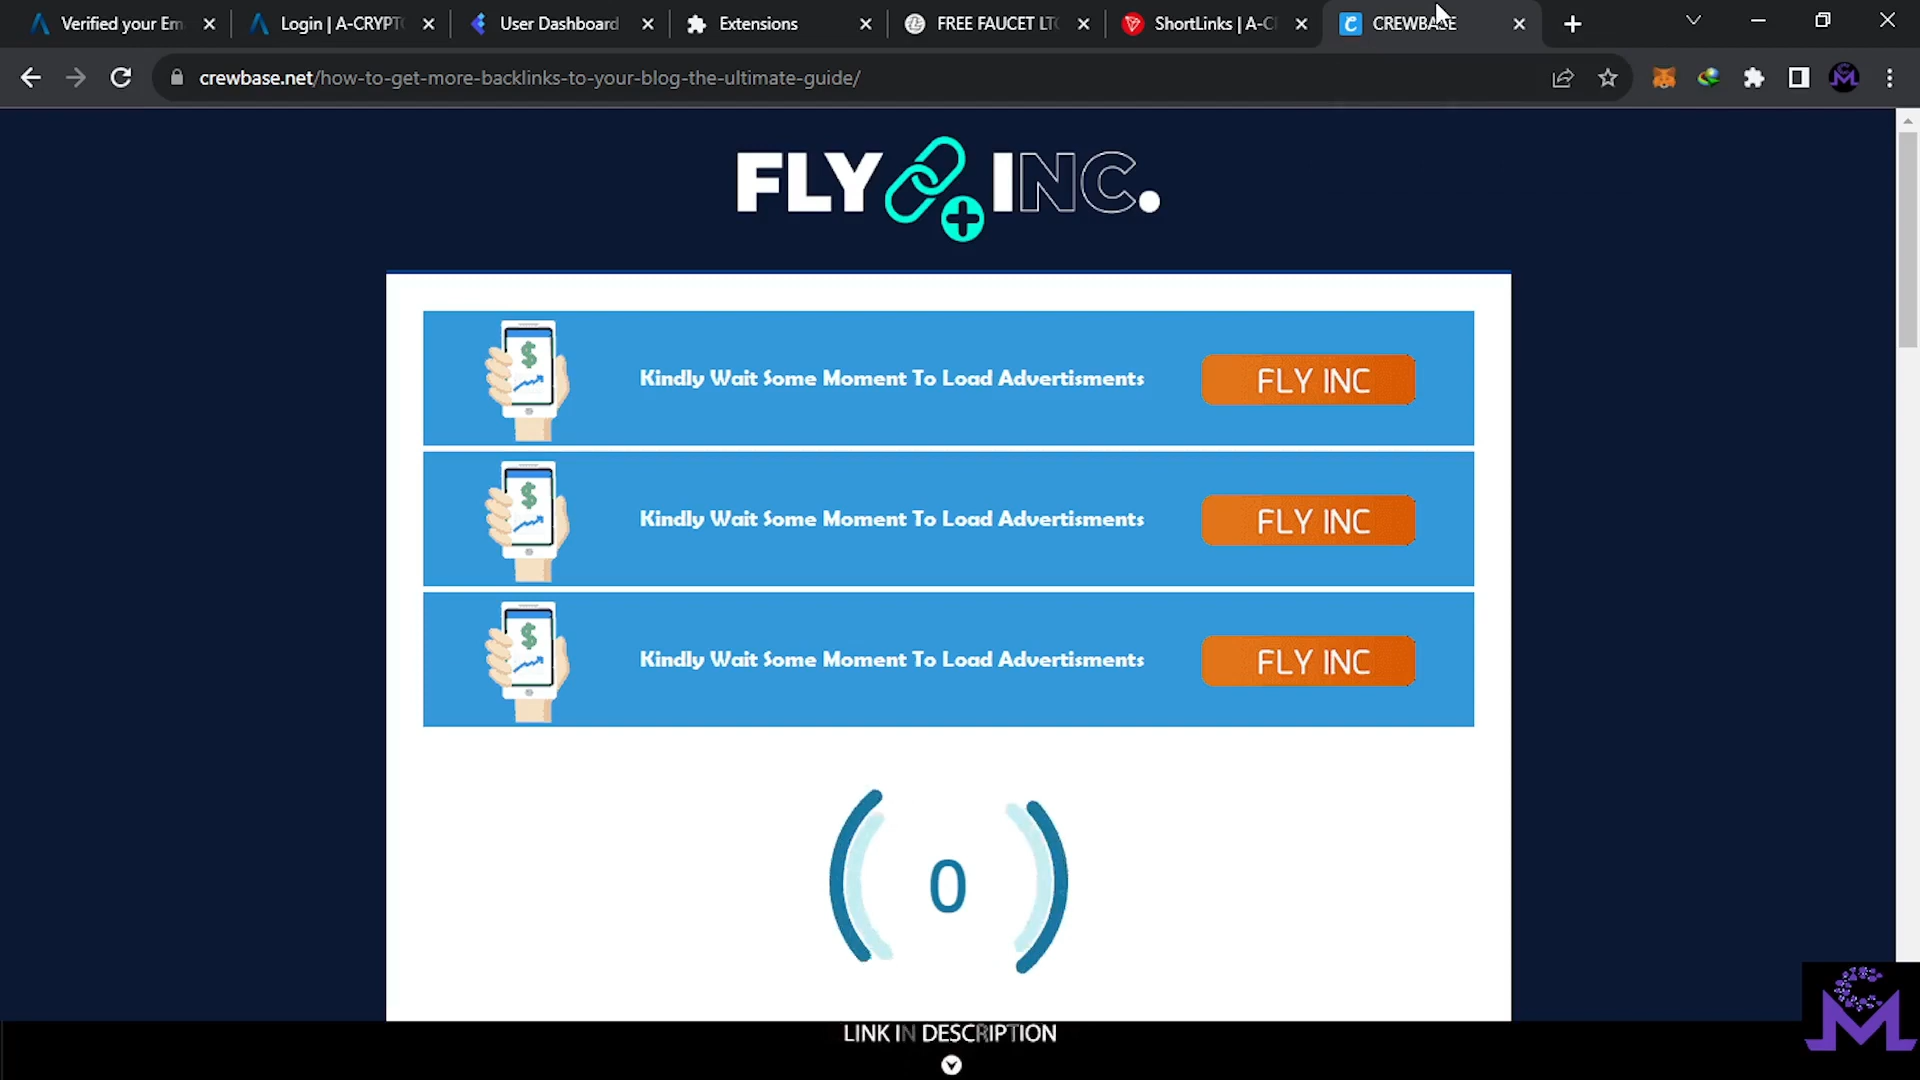 Verified your Em
Login | A-CRYPTO
User Dashboard
Extensions
FREE FAUCET LTC
ShortLinks | A-C
CREWBASE
crewbase.net/how-to-get-more-backlinks-to-your-blog-the-ultimate-guide/
FLY INC.
Kindly Wait Some Moment To Load Advertisments
FLY INC
Kindly Wait Some Moment To Load Advertisments
FLY INC
Kindly Wait Some Moment To Load Advertisments
FLY INC
0
LINK IN DESCRIPTION